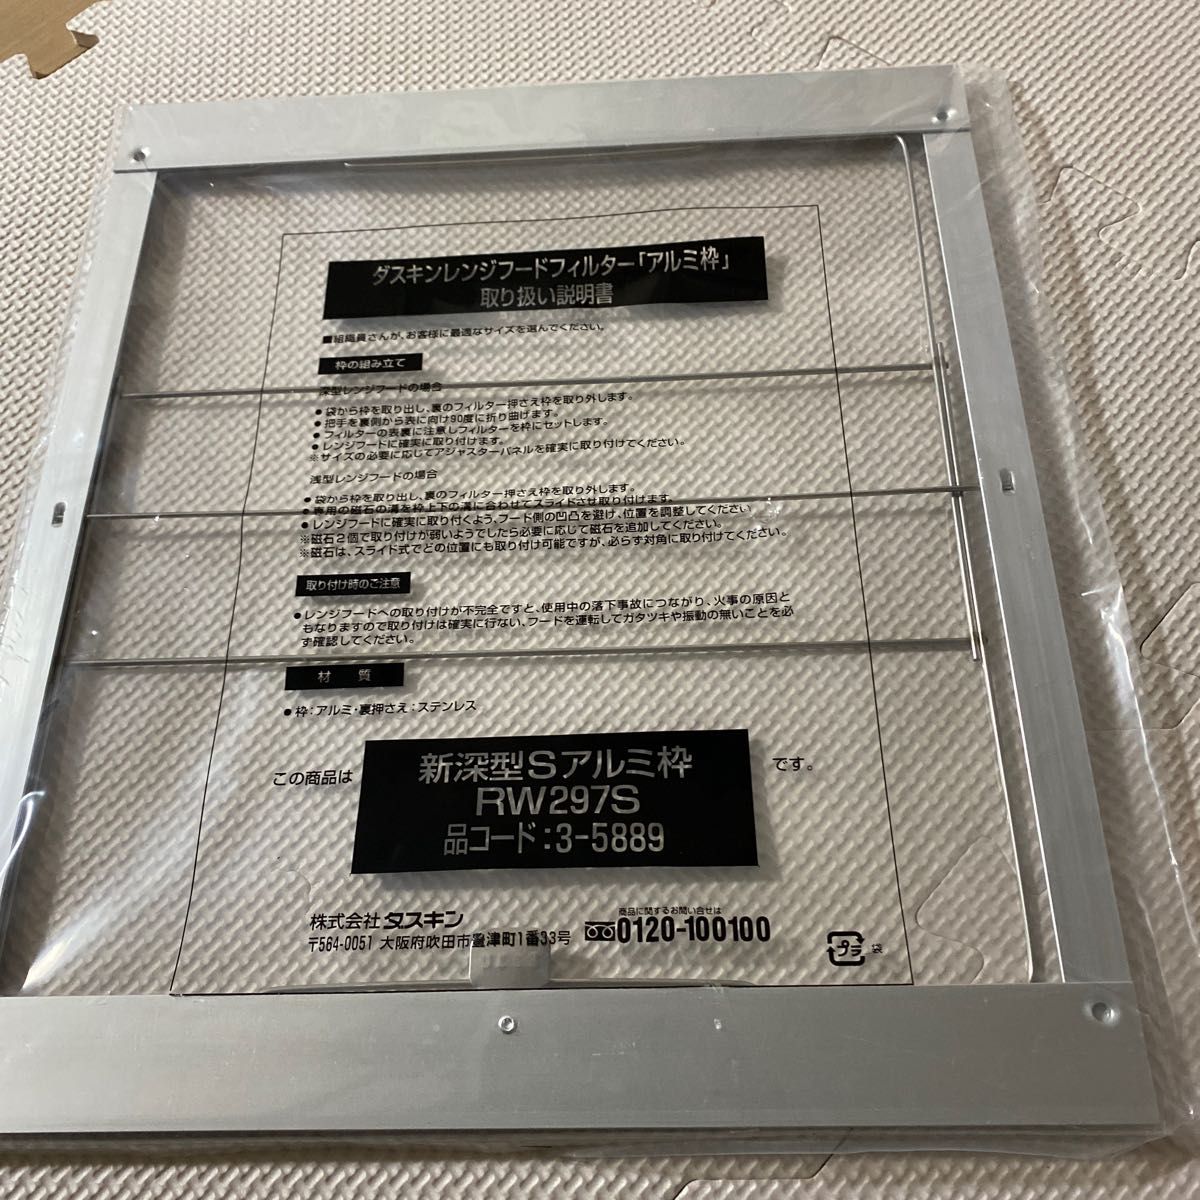 ダスキンレンジフードフィルター「アルミ枠」
取り扱い説明書
■組織員さんが、お客様に最適なサイズを選んでください。
枠の組み立て
深型レンジフードの場合
●袋から枠を取り出し、裏のフィルター押さえ枠を取り外します。
●把手を裏側から表に向け90度に折り曲げます。
●フィルターの表裏に注意しフィルターを枠にセットします。
●レンジフードに確実に取り付けます。
※サイズの必要に応じてアジャスターパネルを確実に取り付けてください。
浅型レンジフードの場合
●袋から枠を取り出し、裏のフィルター押さえ枠を取り外します。
●専用の磁石の溝を枠上下の溝に合わせてスライドさせ取り付けます。
●レンジフードに確実に取り付くよう、フード側の凹凸を避け、位置を調整してください
※磁石2個で取り付けが弱いようでしたら必要に応じて磁石を追加してください。
※磁石は、スライド式でどの位置にも取り付け可能ですが、必らず対角に取り付けてください。
取り付け時のご注意
●レンジフードへの取り付けが不完全ですと、使用中の落下事故につながり、火事の原因と
もなりますので取り付けは確実に行ない、フードを運転してガタツキや振動の無いことを必
ず確認してください。
材 質
●枠:アルミ・裏押さえ:ステンレス
この商品は 新深型Sアルミ枠 です。
RW297S
品コード:3-5889
株式会社 ダスキン
〒564-0051 大阪府吹田市豊津町1番33号
商品に関するお問い合せは
0120-100100
プラ 袋